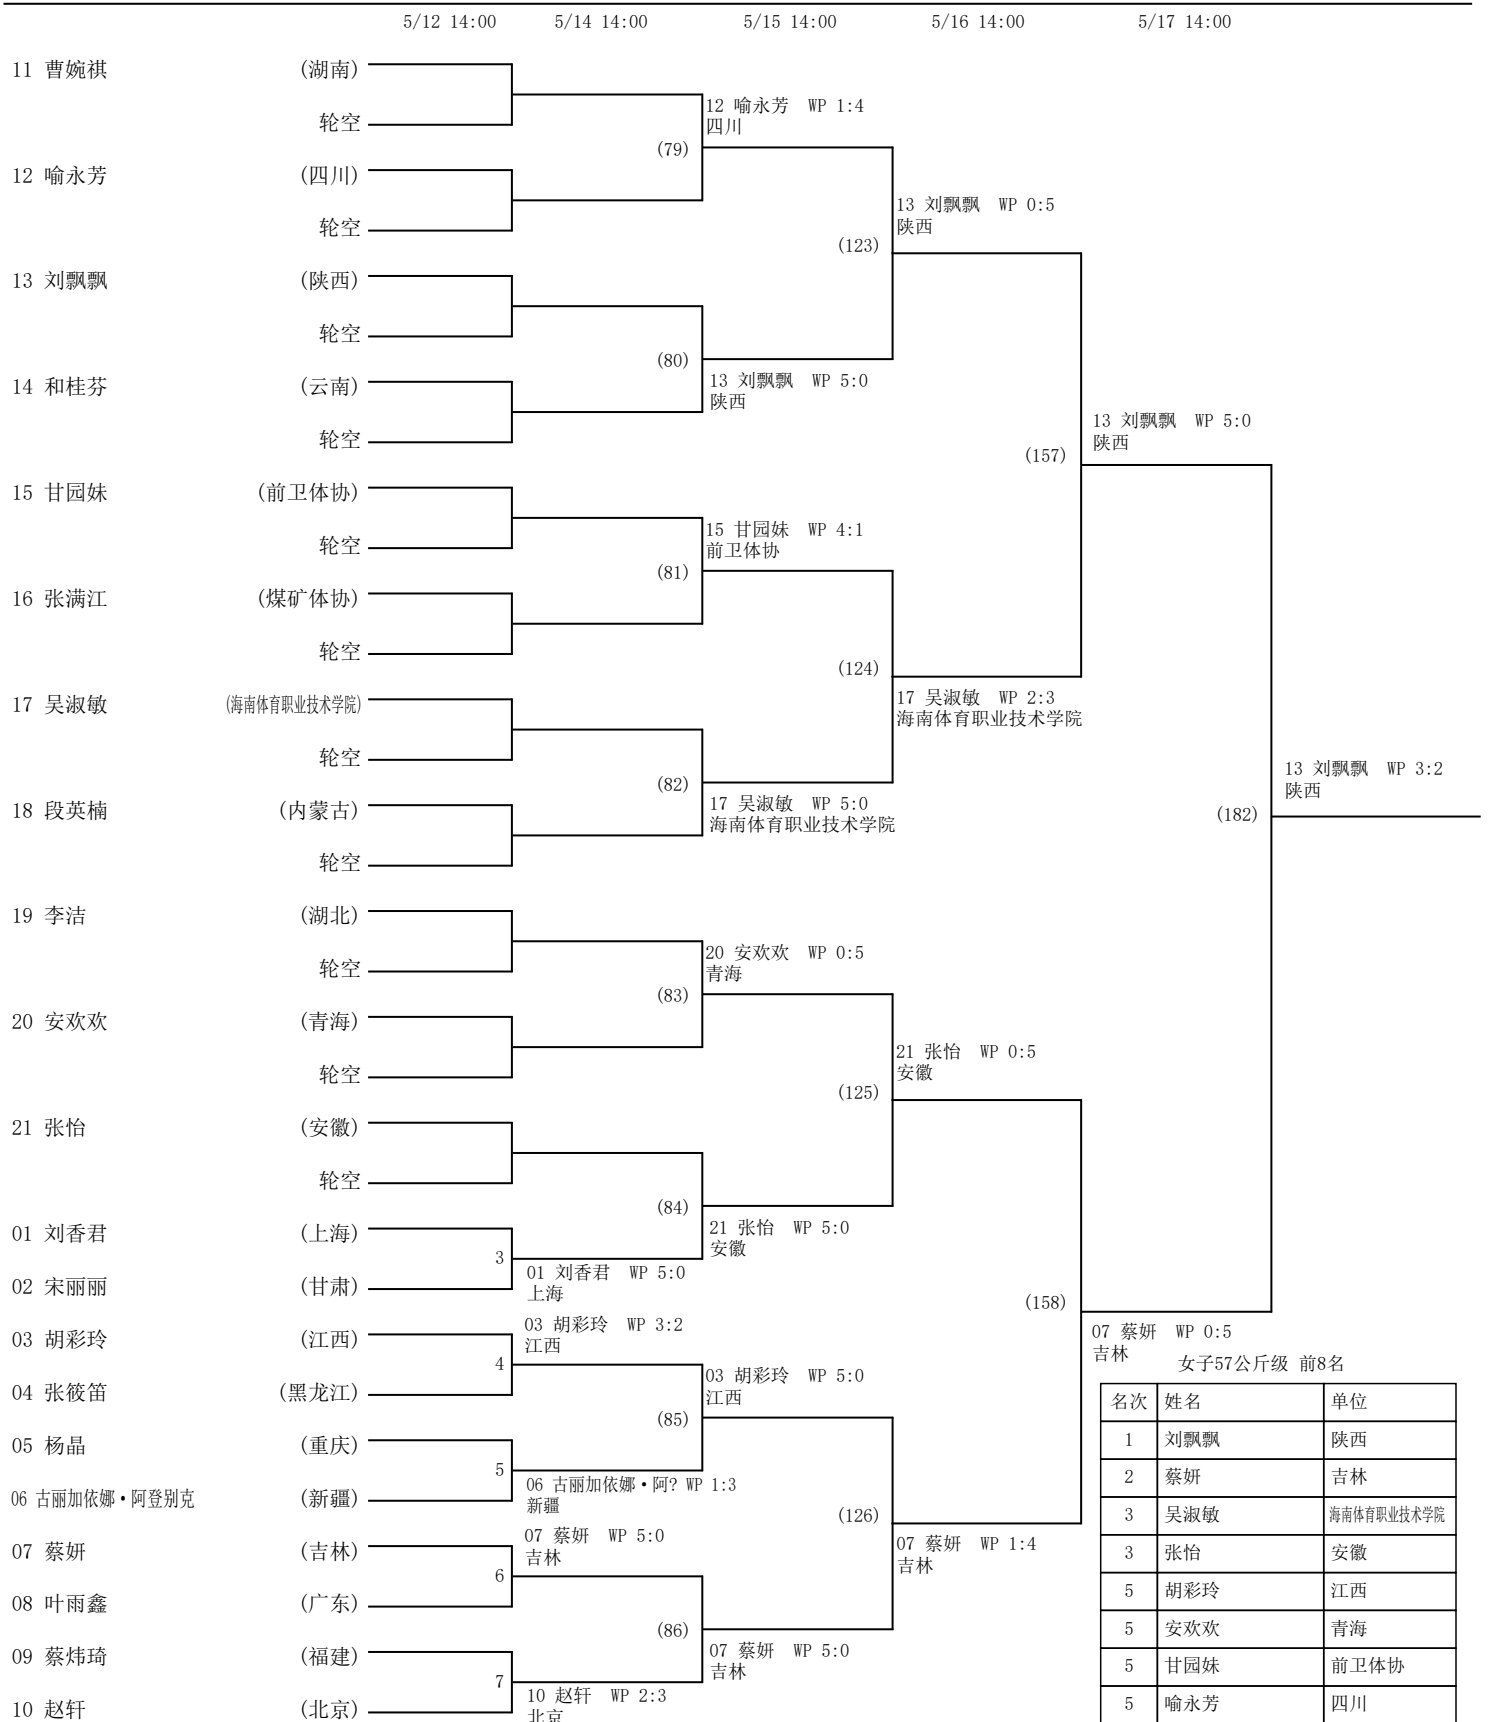 5/12 14:00 5/14 14:00 5/15 14:00 5/16 14:00 5/17 14:00
11 曹婉祺 (湖南)
轮空
12 喻永芳 WP 1:4
四川
(79)
12 喻永芳 (四川)
轮空
13 刘飘飘 WP 0:5
陕西
(123)
13 刘飘飘 (陕西)
轮空
(80)
13 刘飘飘 WP 5:0
陕西
14 和桂芬 (云南)
轮空
13 刘飘飘 WP 5:0
陕西
(157)
15 甘园妹 (前卫体协)
轮空
15 甘园妹 WP 4:1
前卫体协
(81)
16 张满江 (煤矿体协)
轮空
(124)
17 吴淑敏 WP 2:3
海南体育职业技术学院
17 吴淑敏 (海南体育职业技术学院)
轮空
(82)
17 吴淑敏 WP 5:0
海南体育职业技术学院
13 刘飘飘 WP 3:2
陕西
(182)
18 段英楠 (内蒙古)
轮空
19 李洁 (湖北)
轮空
20 安欢欢 WP 0:5
青海
(83)
20 安欢欢 (青海)
轮空
21 张怡 WP 0:5
安徽
(125)
21 张怡 (安徽)
轮空
(84)
21 张怡 WP 5:0
安徽
01 刘香君 (上海)
3
01 刘香君 WP 5:0
上海
02 宋丽丽 (甘肃)
(158)
07 蔡妍 WP 0:5
吉林
03 胡彩玲 (江西)
03 胡彩玲 WP 3:2
江西
4
04 张筱笛 (黑龙江)
03 胡彩玲 WP 5:0
江西
(85)
05 杨晶 (重庆)
5
06 古丽加依娜·阿? WP 1:3
新疆
06 古丽加依娜·阿登别克 (新疆)
(126)
07 蔡妍 WP 1:4
吉林
07 蔡妍 (吉林)
07 蔡妍 WP 5:0
吉林
6
08 叶雨鑫 (广东)
(86)
07 蔡妍 WP 5:0
吉林
09 蔡炜琦 (福建)
7
10 赵轩 WP 2:3
北京
10 赵轩 (北京)
女子57公斤级 前8名
名次 姓名 单位
1 刘飘飘 陕西
2 蔡妍 吉林
3 吴淑敏 海南体育职业技术学院
3 张怡 安徽
5 胡彩玲 江西
5 安欢欢 青海
5 甘园妹 前卫体协
5 喻永芳 四川